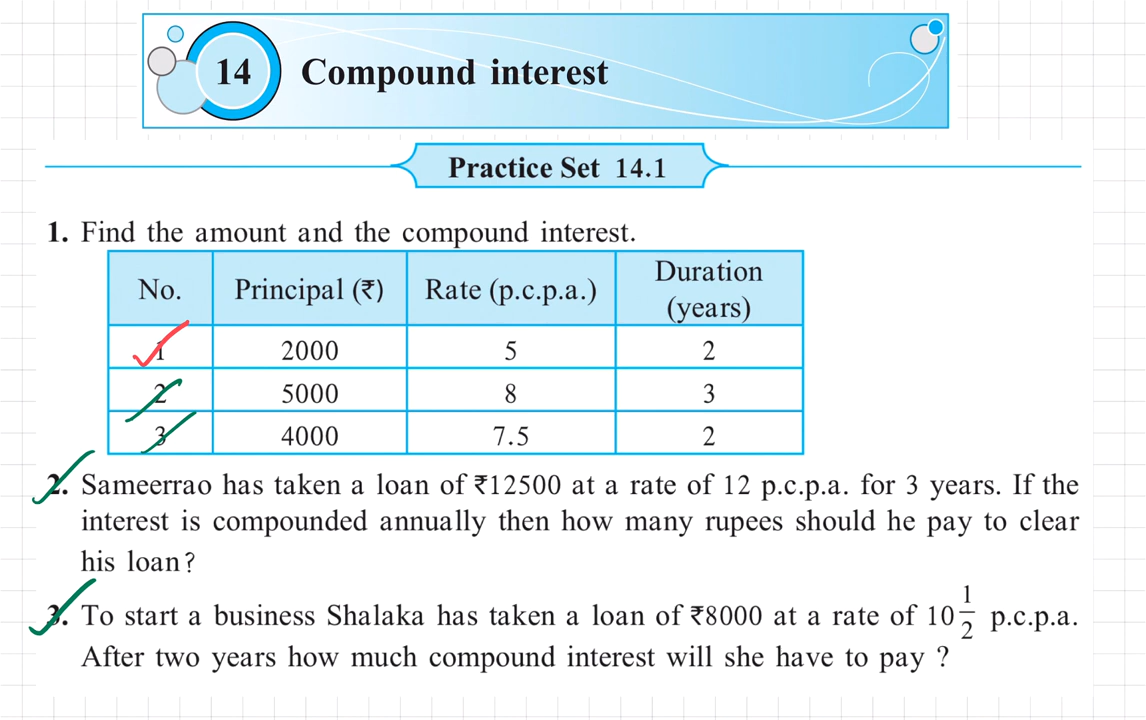 14 Compound interest
Practice Set 14.1
1. Find the amount and the compound interest.
No. Principal (₹) Rate (p.c.p.a.) Duration (years)
1 2000 5 2
2 5000 8 3
3 4000 7.5 2
2. Sameerrao has taken a loan of ₹12500 at a rate of 12 p.c.p.a. for 3 years. If the
interest is compounded annually then how many rupees should he pay to clear
his loan?
3. To start a business Shalaka has taken a loan of ₹8000 at a rate of 10 1/2 p.c.p.a.
After two years how much compound interest will she have to pay ?